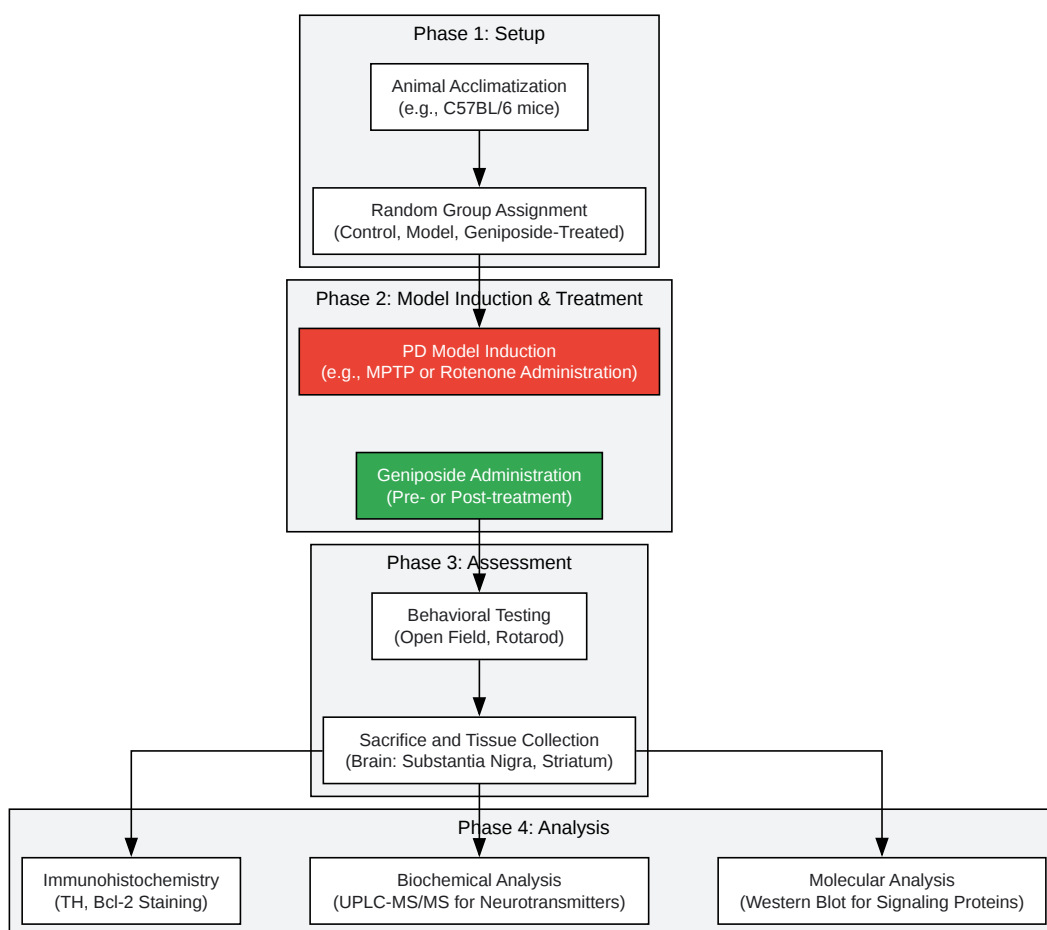 Phase 1: Setup
Animal Acclimatization
(e.g., C57BL/6 mice)
Random Group Assignment
(Control, Model, Geniposide-Treated)
Phase 2: Model Induction & Treatment
PD Model Induction
(e.g., MPTP or Rotenone Administration)
Geniposide Administration
(Pre- or Post-treatment)
Phase 3: Assessment
Behavioral Testing
(Open Field, Rotarod)
Sacrifice and Tissue Collection
(Brain: Substantia Nigra, Striatum)
Phase 4: Analysis
Immunohistochemistry
(TH, Bcl-2 Staining)
Biochemical Analysis
(UPLC-MS/MS for Neurotransmitters)
Molecular Analysis
(Western Blot for Signaling Proteins)